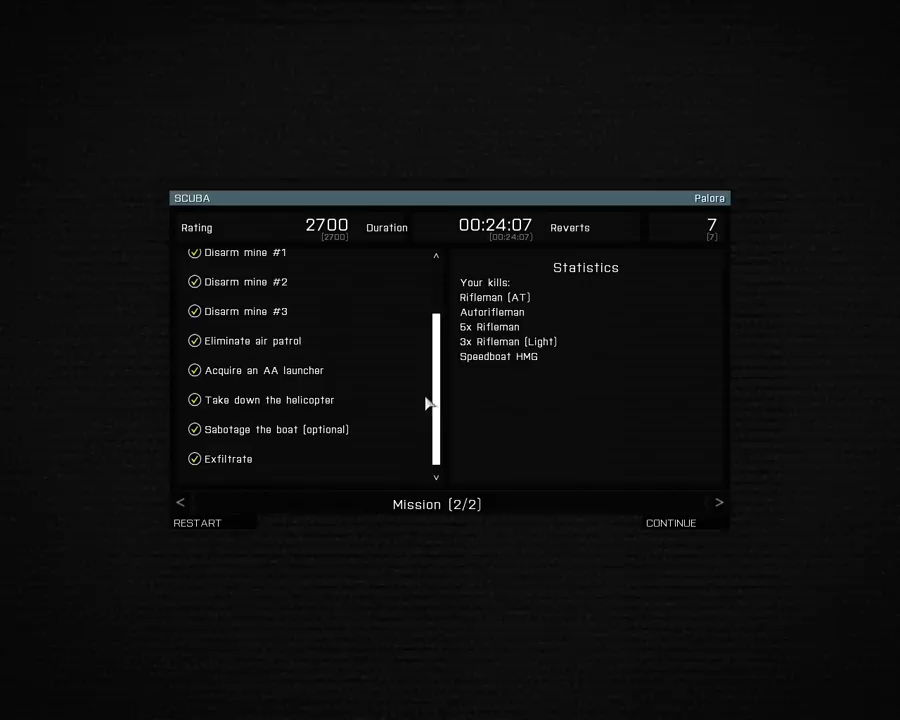 SCUBA Palora
Rating 2700 Duration 00:24:07 Reverts 7
(2700) (00:24:07) (7)
Disarm mine #1
Disarm mine #2
Disarm mine #3
Eliminate air patrol
Acquire an AA launcher
Take down the helicopter
Sabotage the boat (optional)
Exfiltrate
Statistics
Your kills:
Rifleman (AT)
Autorifleman
5x Rifleman
3x Rifleman (Light)
Speedboat HMG
< Mission (2/2) >
RESTART CONTINUE